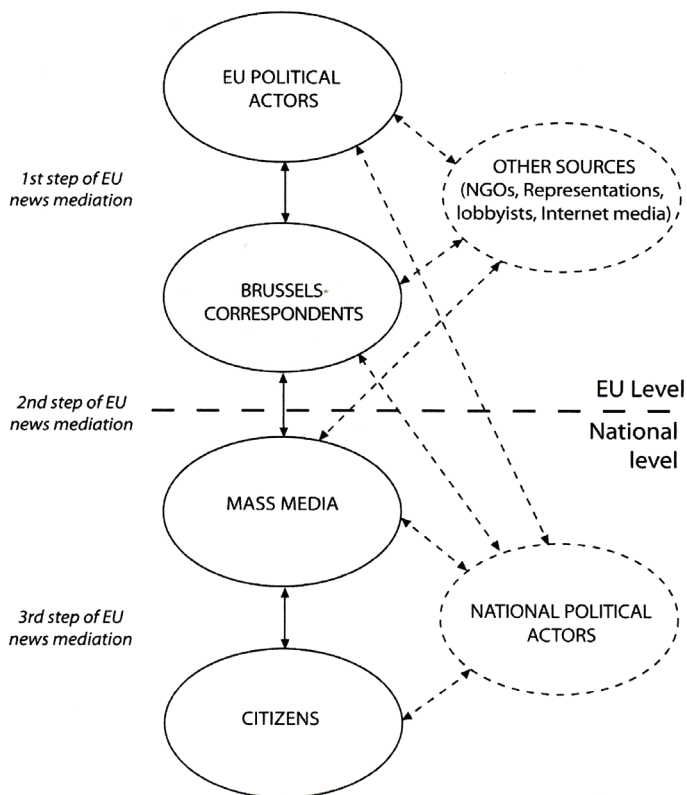 EU POLITICAL
ACTORS
1st step of EU
news mediation
OTHER SOURCES
(NGOs, Representations,
lobbyists, Internet media)
BRUSSELS-
CORRESPONDENTS
EU Level
2nd step of EU
news mediation
National
level
MASS MEDIA
3rd step of EU
news mediation
NATIONAL POLITICAL
ACTORS
CITIZENS